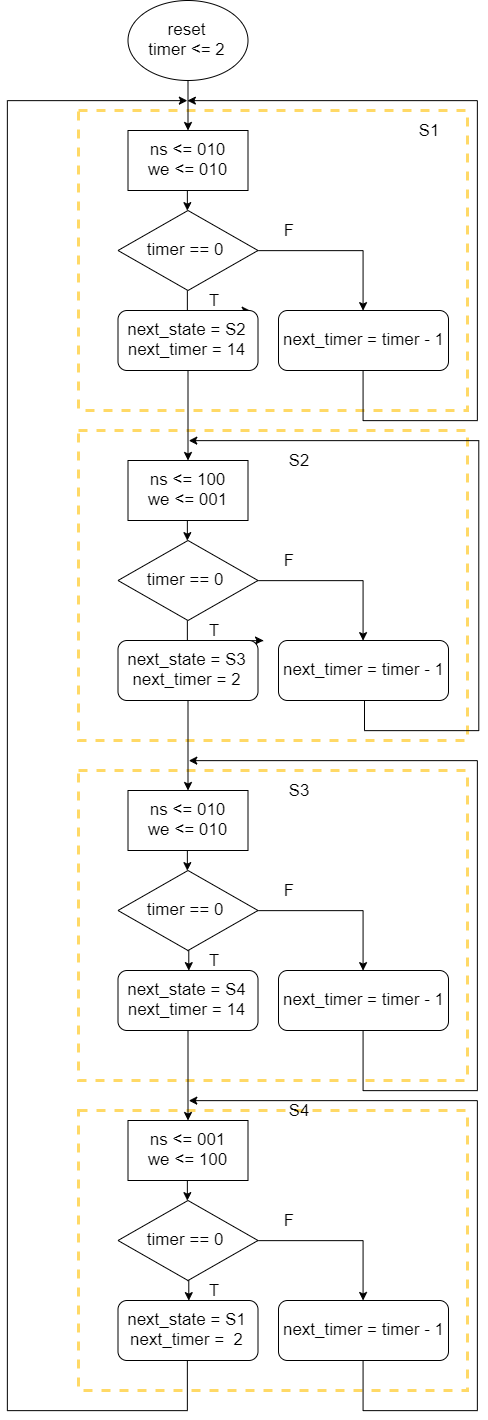 reset
timer <= 2
S1
ns <= 010
we <= 010
timer == 0
F
T
next_state = S2
next_timer = 14
next_timer = timer - 1
S2
ns <= 100
we <= 001
timer == 0
F
T
next_state = S3
next_timer = 2
next_timer = timer - 1
S3
ns <= 010
we <= 010
timer == 0
F
T
next_state = S4
next_timer = 14
next_timer = timer - 1
S4
ns <= 001
we <= 100
timer == 0
F
T
next_state = S1
next_timer =  2
next_timer = timer - 1